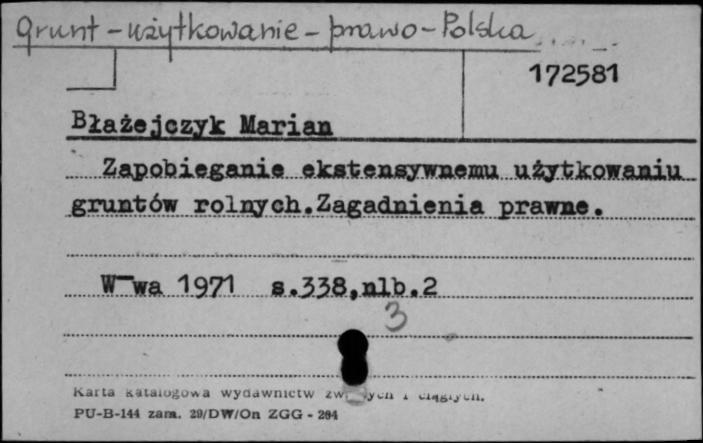 grunt - użytkowanie - prawo - Polska
172581
Błażejczyk Marian
Zapobieganie ekstensywnemu użytkowaniu
gruntów rolnych.Zagadnienia prawne.
W-wa 1971 s.338,nlb.2
3
Karta katalogowa wydawnictw i ciągłych.
PU-B-144 zam. 29/DW/On ZGG - 284